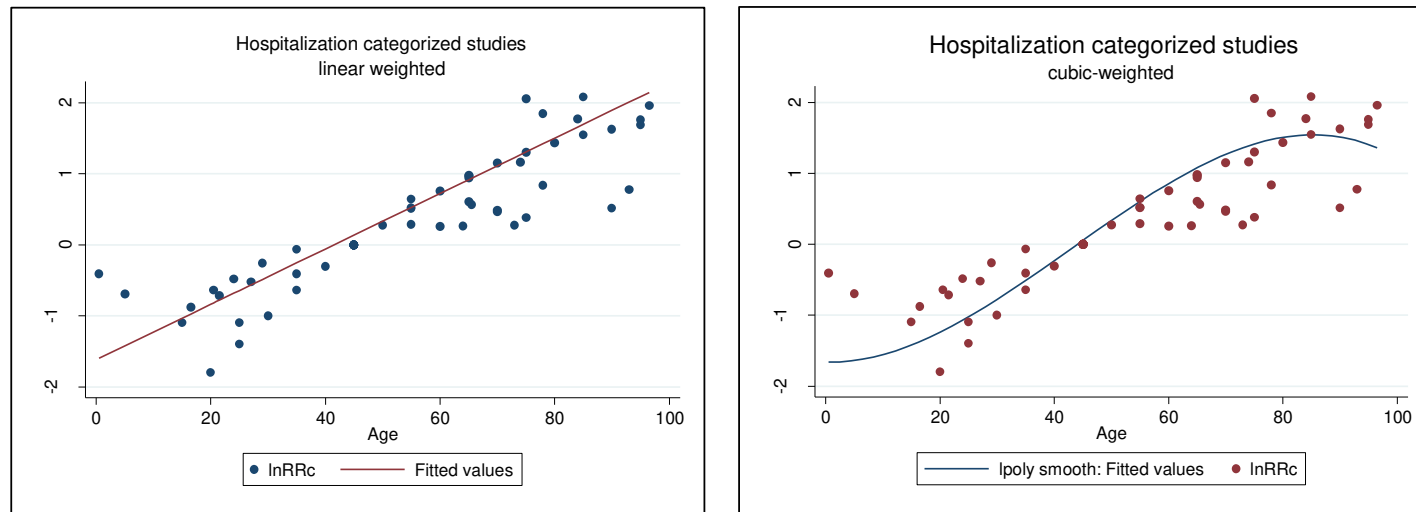 Hospitalization categorized studies
linear weighted
2
1
0
-1
-2
0 20 40 60 80 100
Age
lnRRc Fitted values
Hospitalization categorized studies
cubic-weighted
2
1
0
-1
-2
0 20 40 60 80 100
Age
lpoly smooth: Fitted values lnRRc